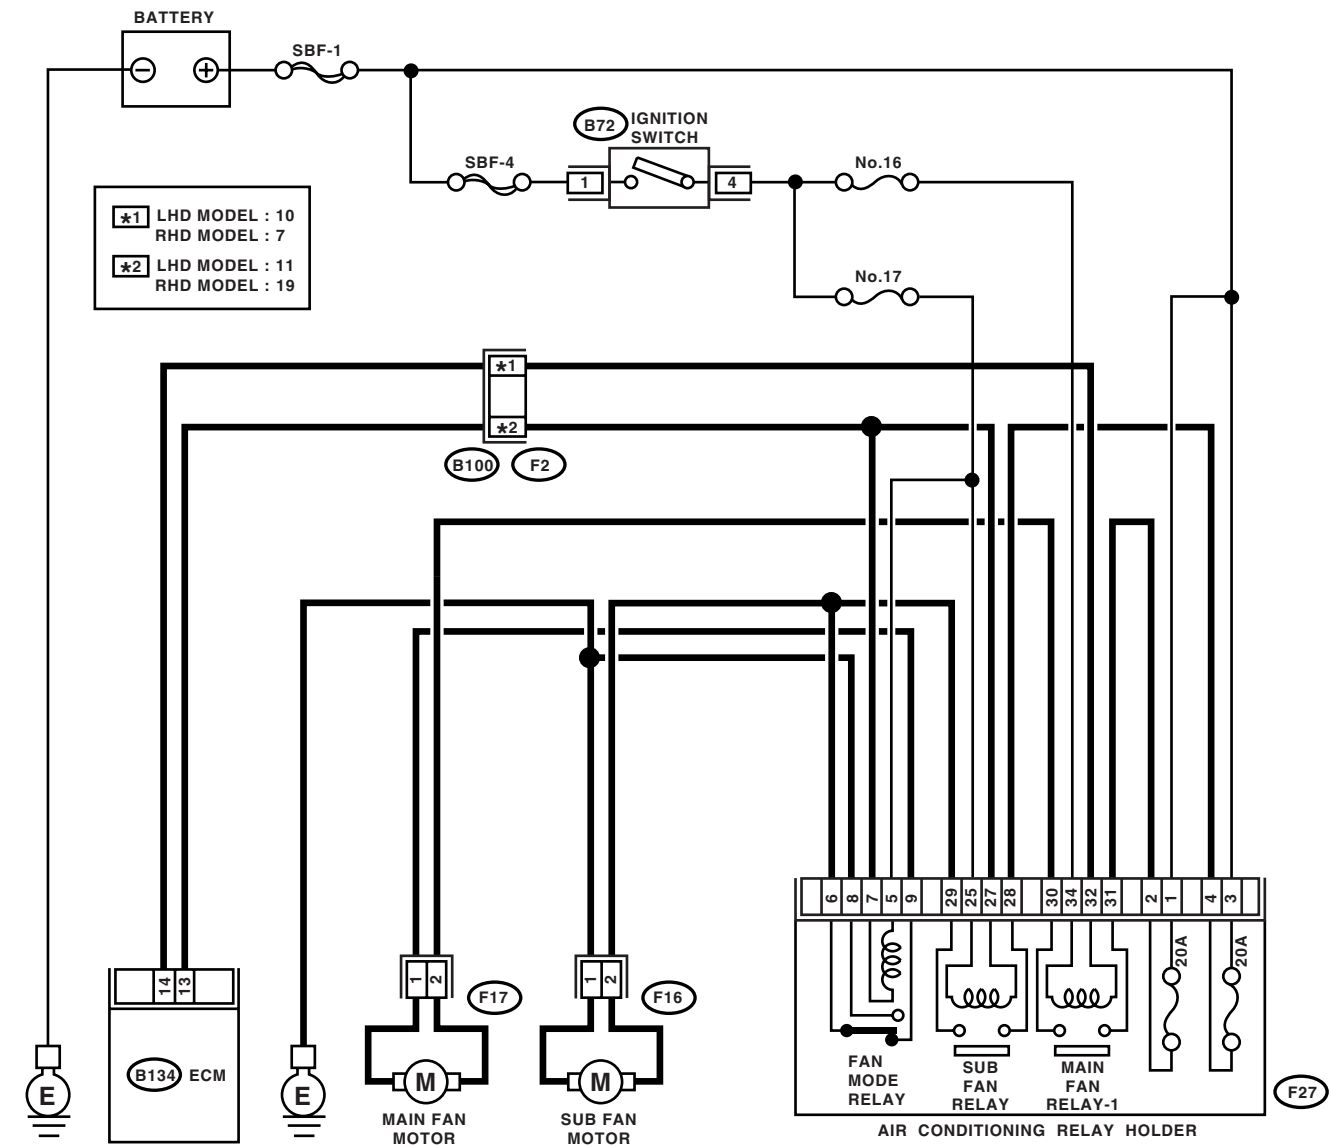 BATTERY
SBF-1
B72
IGNITION
SWITCH
SBF-4
1
4
No.16
*1 LHD MODEL : 10
RHD MODEL : 7
*2 LHD MODEL : 11
RHD MODEL : 19
No.17
*1
*2
B100
F2
6 8 7 5 9 29 25 27 28 30 34 32 31 2 1 4 3
20A
20A
14 13
1 2
F17
1 2
F16
B134 ECM
E
E
M
MAIN FAN
MOTOR
M
SUB FAN
MOTOR
FAN
MODE
RELAY
SUB
FAN
RELAY
MAIN
FAN
RELAY-1
F27
AIR CONDITIONING RELAY HOLDER